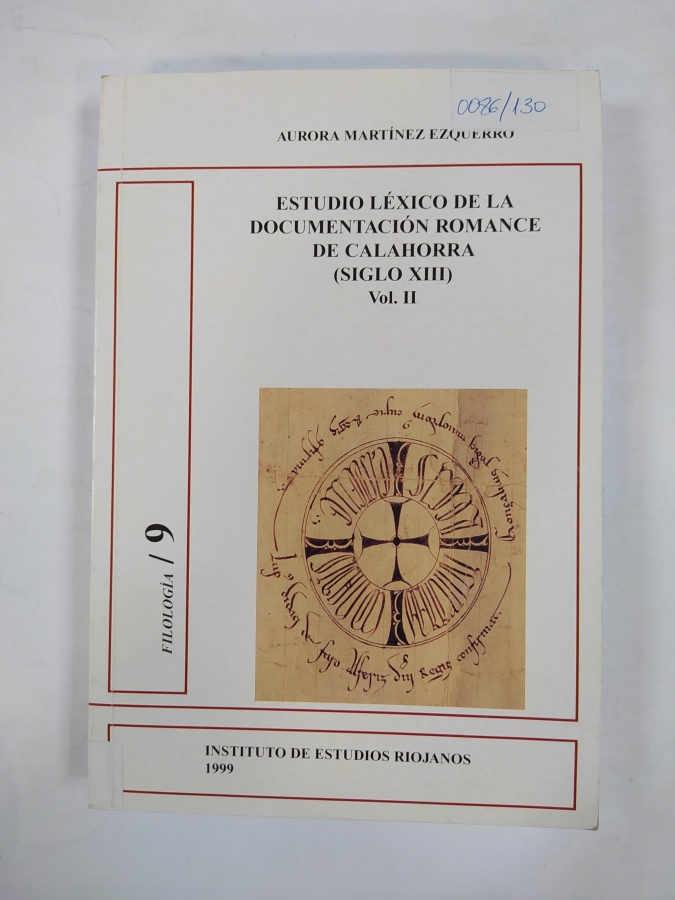 0086/130
AURORA MARTÍNEZ EZQUERRO
ESTUDIO LÉXICO DE LA
DOCUMENTACIÓN ROMANCE
DE CALAHORRA
(SIGLO XIII)
Vol. II
FILOLOGÍA / 9
INSTITUTO DE ESTUDIOS RIOJANOS
1999